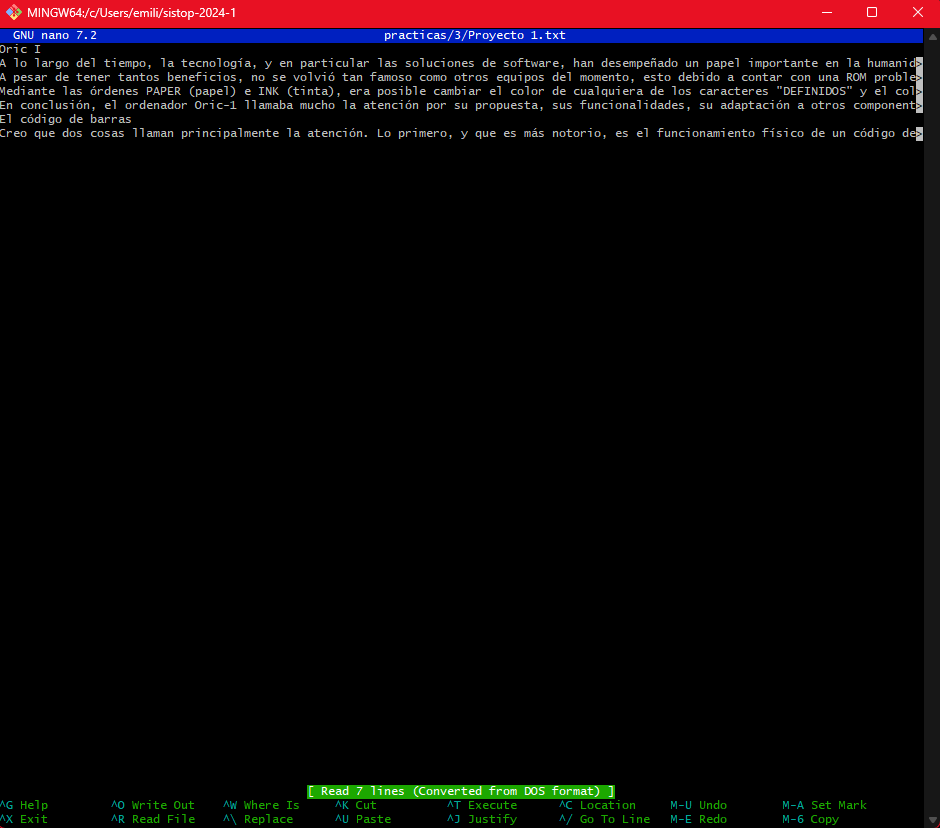 MINGW64:/c/Users/emili/sistop-2024-1
GNU nano 7.2 practicas/3/Proyecto 1.txt
Oric I
A lo largo del tiempo, la tecnología, y en particular las soluciones de software, han desempeñado un papel importante en la humanid>
A pesar de tener tantos beneficios, no se volvió tan famoso como otros equipos del momento, esto debido a contar con una ROM proble>
Mediante las órdenes PAPER (papel) e INK (tinta), era posible cambiar el color de cualquiera de los caracteres "DEFINIDOS" y el col>
En conclusión, el ordenador Oric-1 llamaba mucho la atención por su propuesta, sus funcionalidades, su adaptación a otros component>
El código de barras
Creo que dos cosas llaman principalmente la atención. Lo primero, y que es más notorio, es el funcionamiento físico de un código de>
[ Read 7 lines (Converted from DOS format) ]
^G Help ^O Write Out ^W Where Is ^K Cut ^T Execute ^C Location M-U Undo M-A Set Mark
^X Exit ^R Read File ^\ Replace ^U Paste ^J Justify ^/ Go To Line M-E Redo M-6 Copy